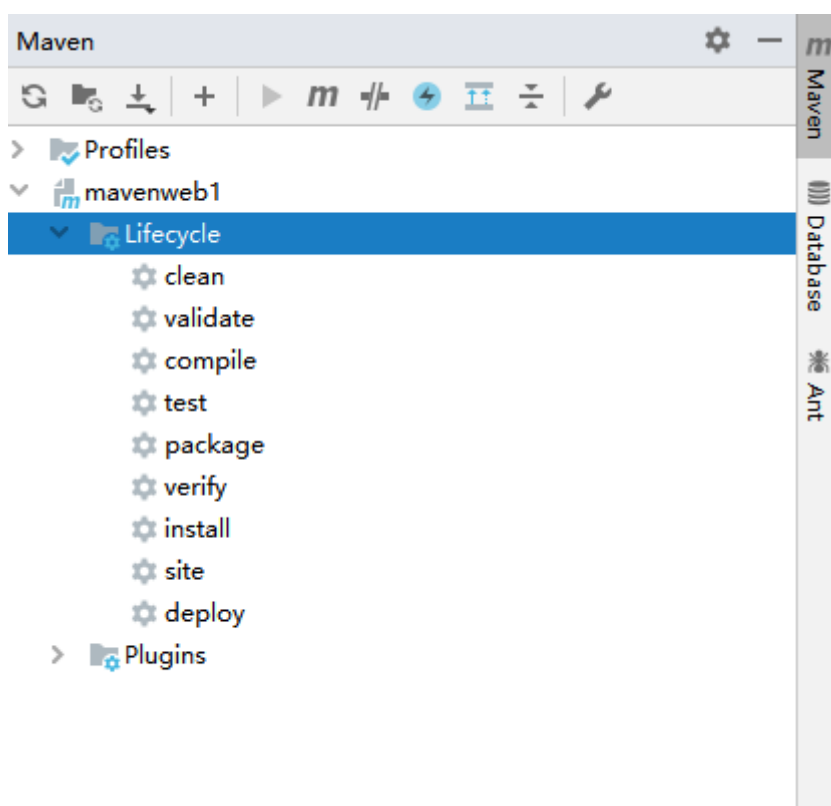 Maven
Profiles
mavenweb1
Lifecycle
clean
validate
compile
test
package
verify
install
site
deploy
Plugins
Maven
Database
Ant